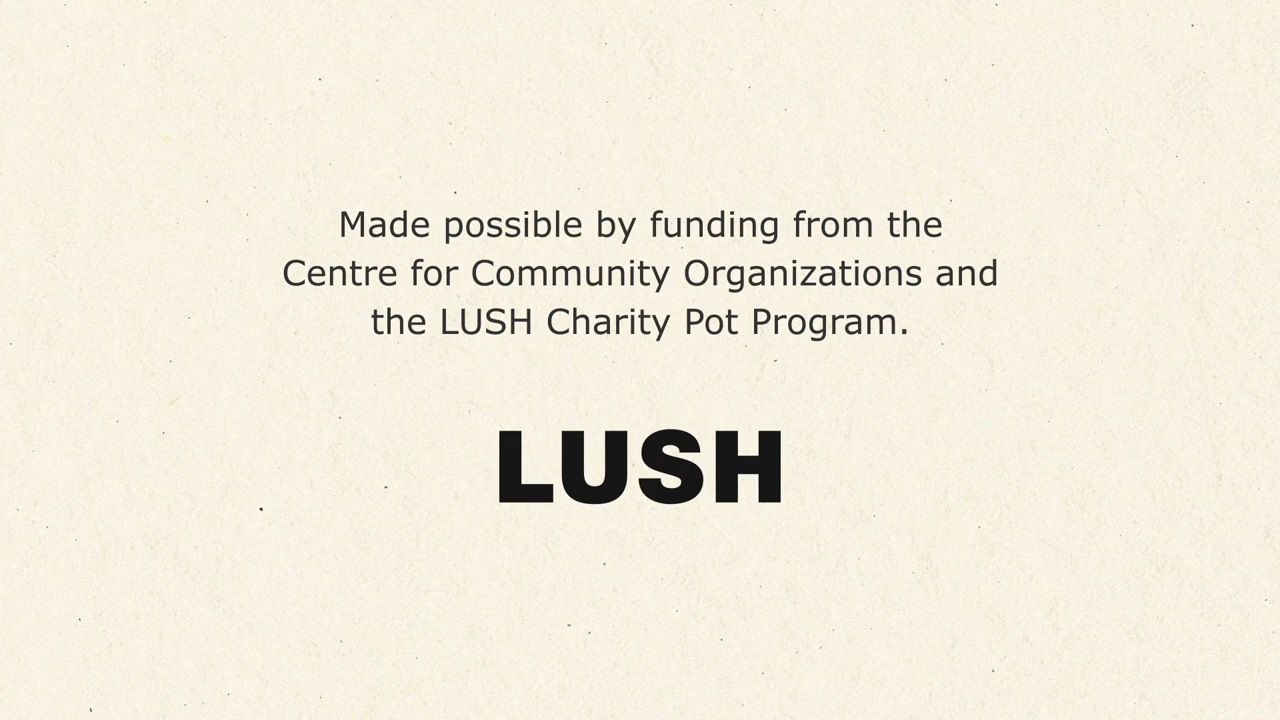 Made possible by funding from the
Centre for Community Organizations and
the LUSH Charity Pot Program.
LUSH